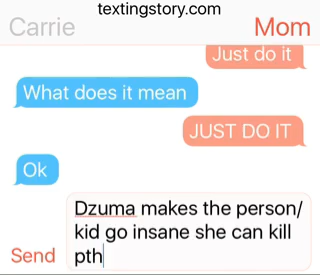 textingstory.com
Carrie Mom
Just do it
What does it mean
JUST DO IT
Ok
Dzuma makes the person/
kid go insane she can kill
Send pth